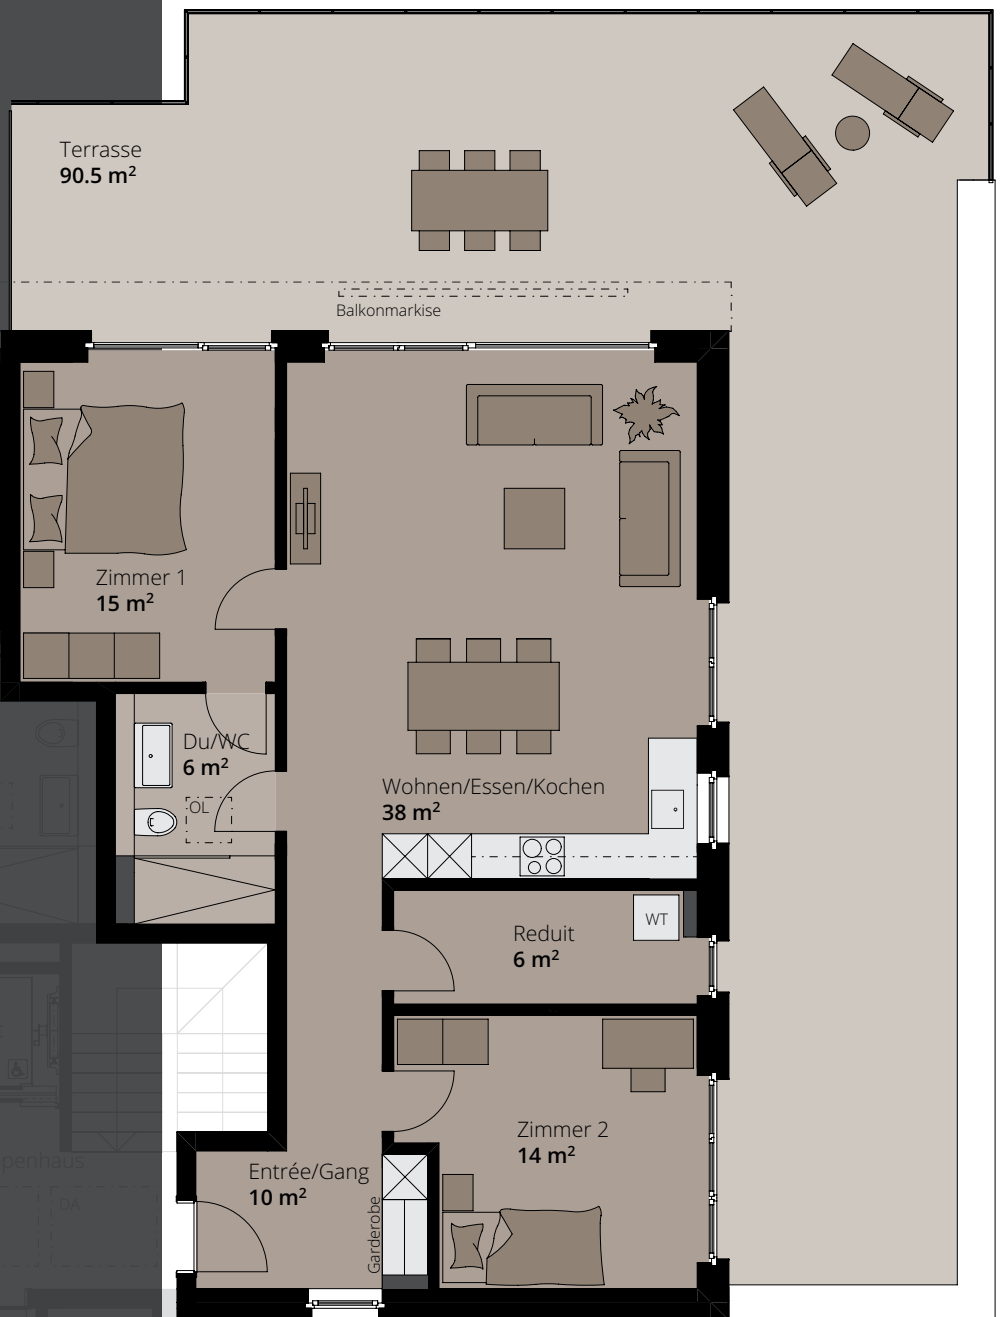 Terrasse
90.5 m²
Balkonmarkise
Zimmer 1
15 m²
Du/WC
6 m²
OL
Wohnen/Essen/Kochen
38 m²
Reduit
6 m²
WT
Zimmer 2
14 m²
Entrée/Gang
10 m²
Garderobe
penhaus
DA